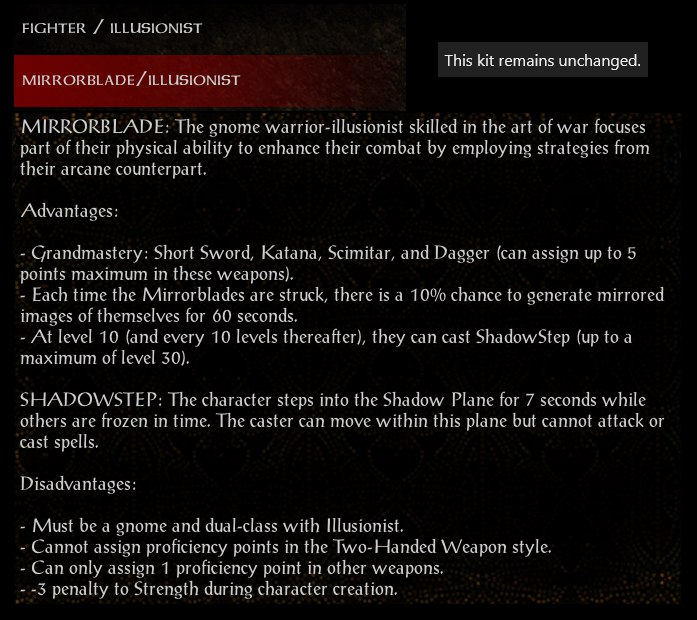 FIGHTER / ILLUSIONIST
This kit remains unchanged.
MIRRORBLADE/ILLUSIONIST
MIRRORBLADE: The gnome warrior-illusionist skilled in the art of war focuses
part of their physical ability to enhance their combat by employing strategies from
their arcane counterpart.
Advantages:
- Grandmastery: Short Sword, Katana, Scimitar, and Dagger (can assign up to 5
points maximum in these weapons).
- Each time the Mirrorblades are struck, there is a 10% chance to generate mirrored
images of themselves for 60 seconds.
- At level 10 (and every 10 levels thereafter), they can cast ShadowStep (up to a
maximum of level 30).
SHADOWSTEP: The character steps into the Shadow Plane for 7 seconds while
others are frozen in time. The caster can move within this plane but cannot attack or
cast spells.
Disadvantages:
- Must be a gnome and dual-class with Illusionist.
- Cannot assign proficiency points in the Two-Handed Weapon style.
- Can only assign 1 proficiency point in other weapons.
- -3 penalty to Strength during character creation.